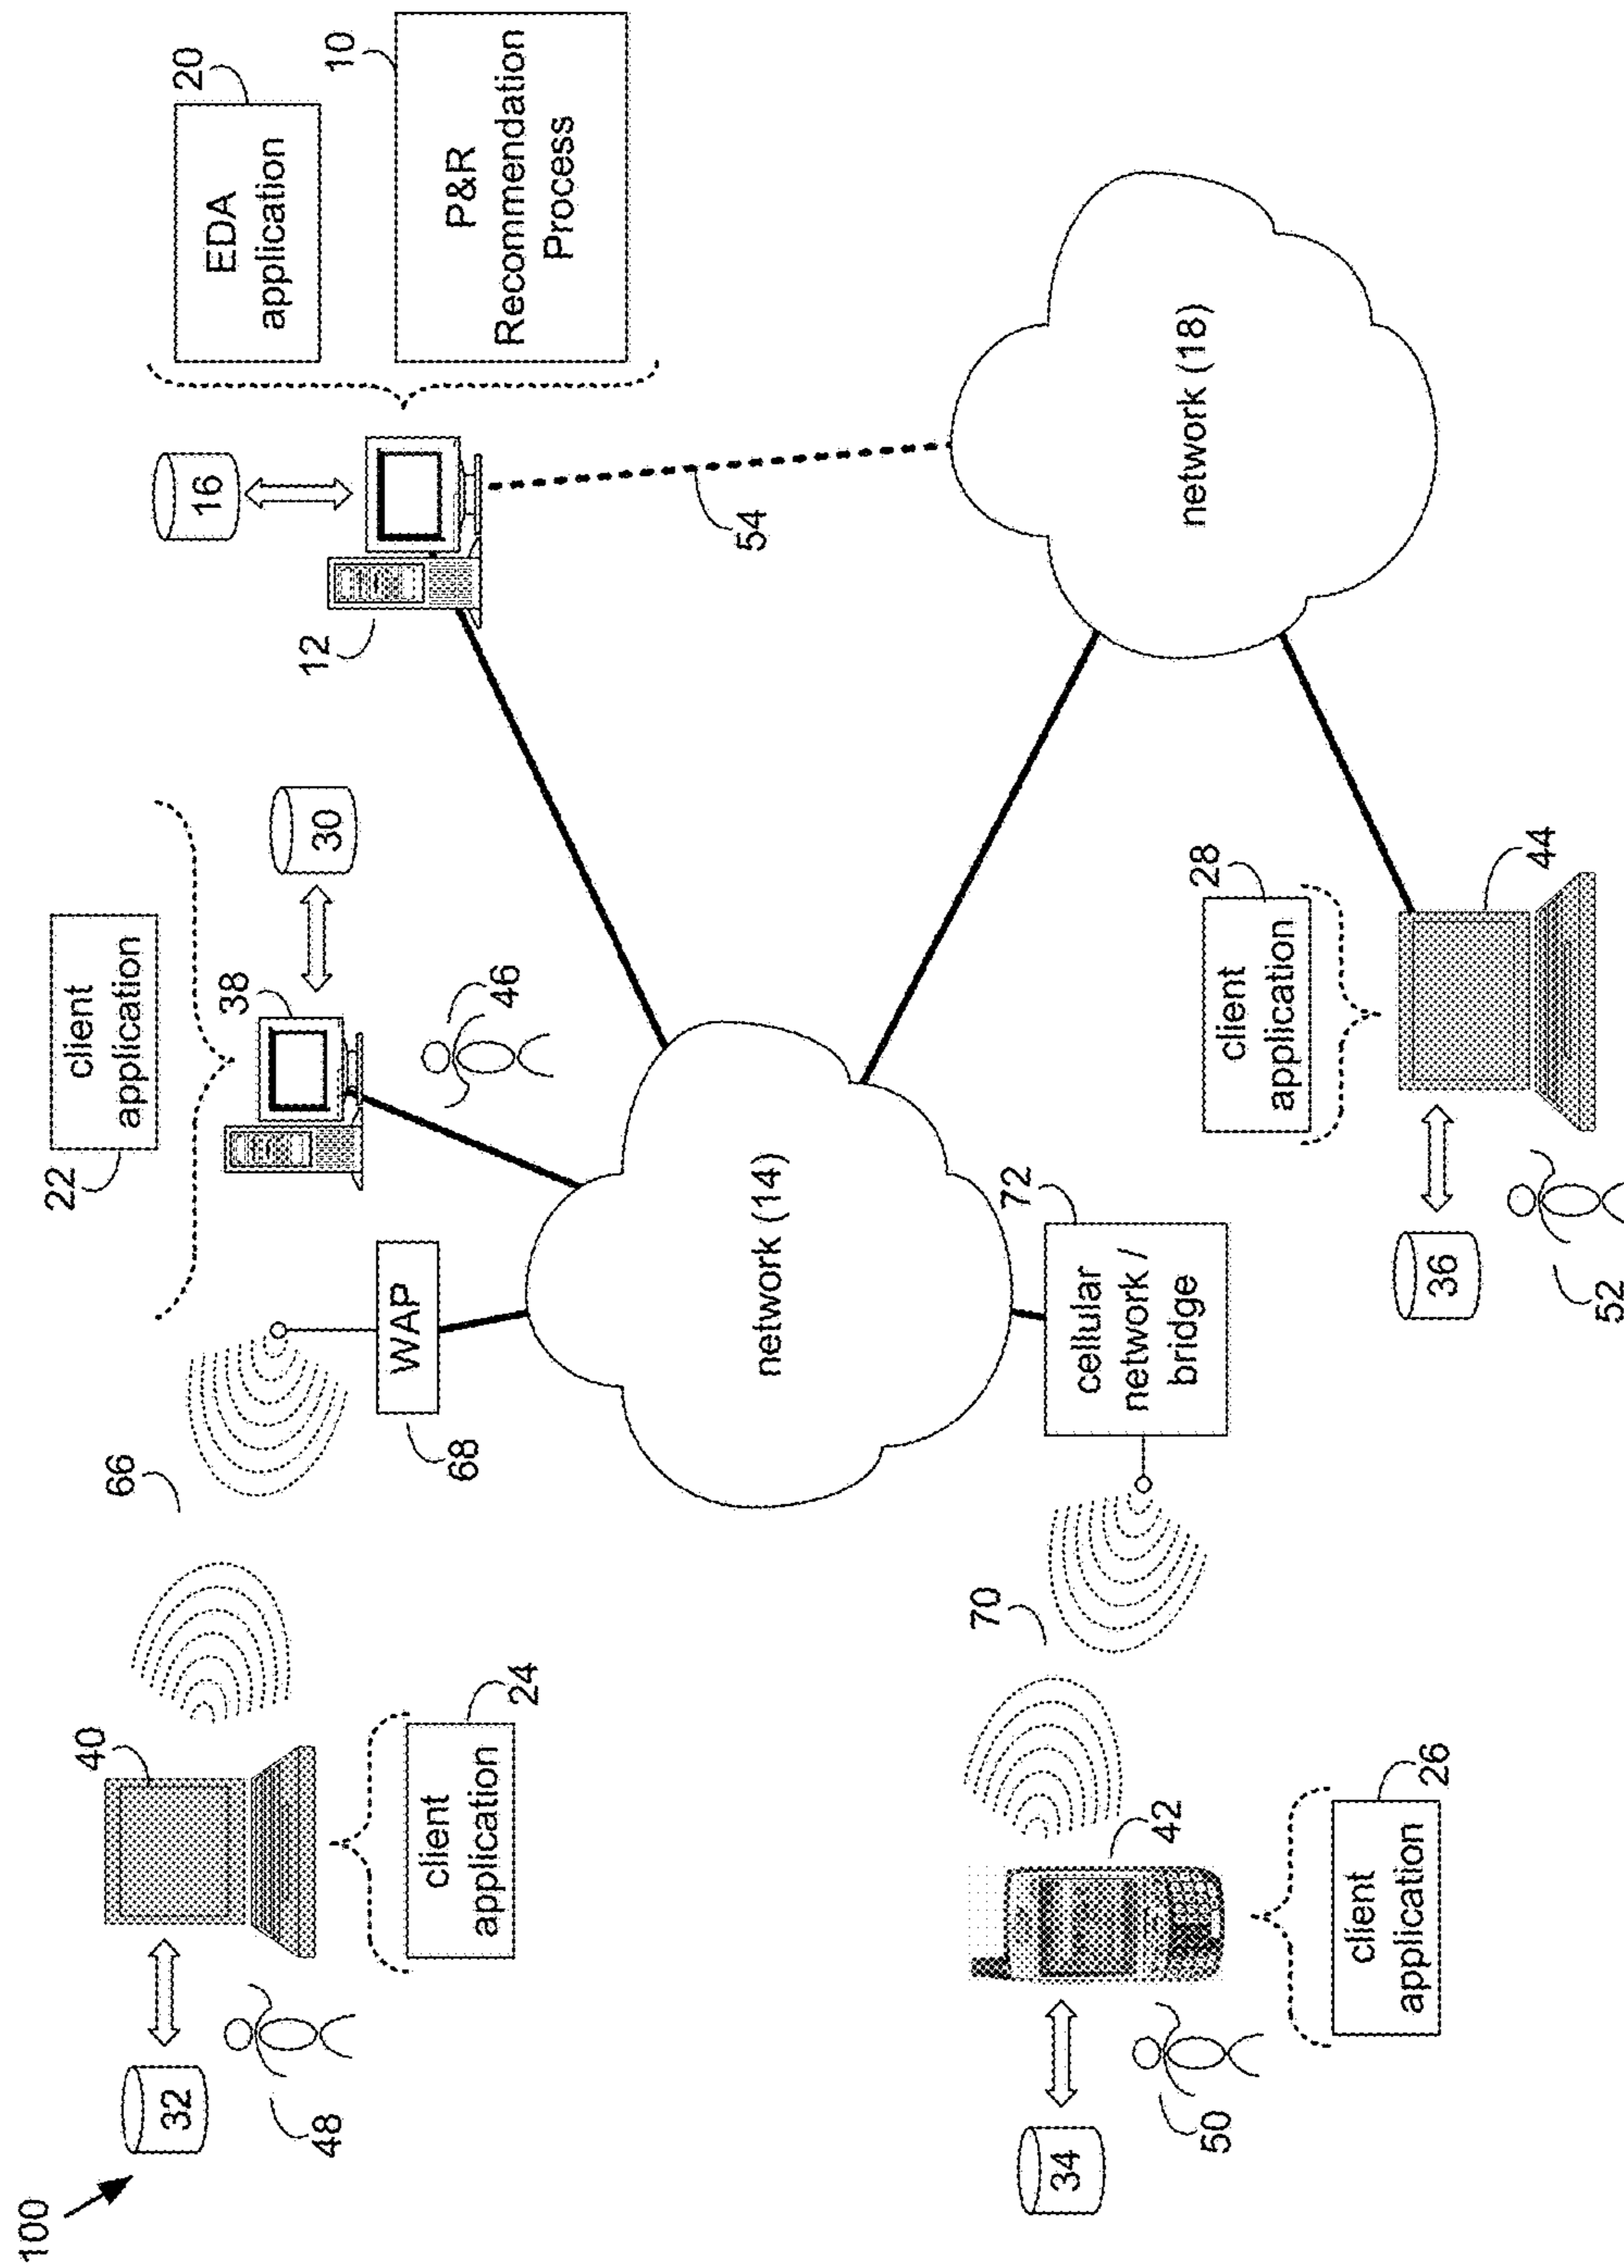 100
32
48
40
client
application
24
66
WAP
68
client
application
22
38
30
46
16
12
EDA
application
20
P&R
Recommendation
Process
10
54
network (14)
network (18)
34
50
42
client
application
26
70
cellular
network /
bridge
72
client
application
28
36
52
44